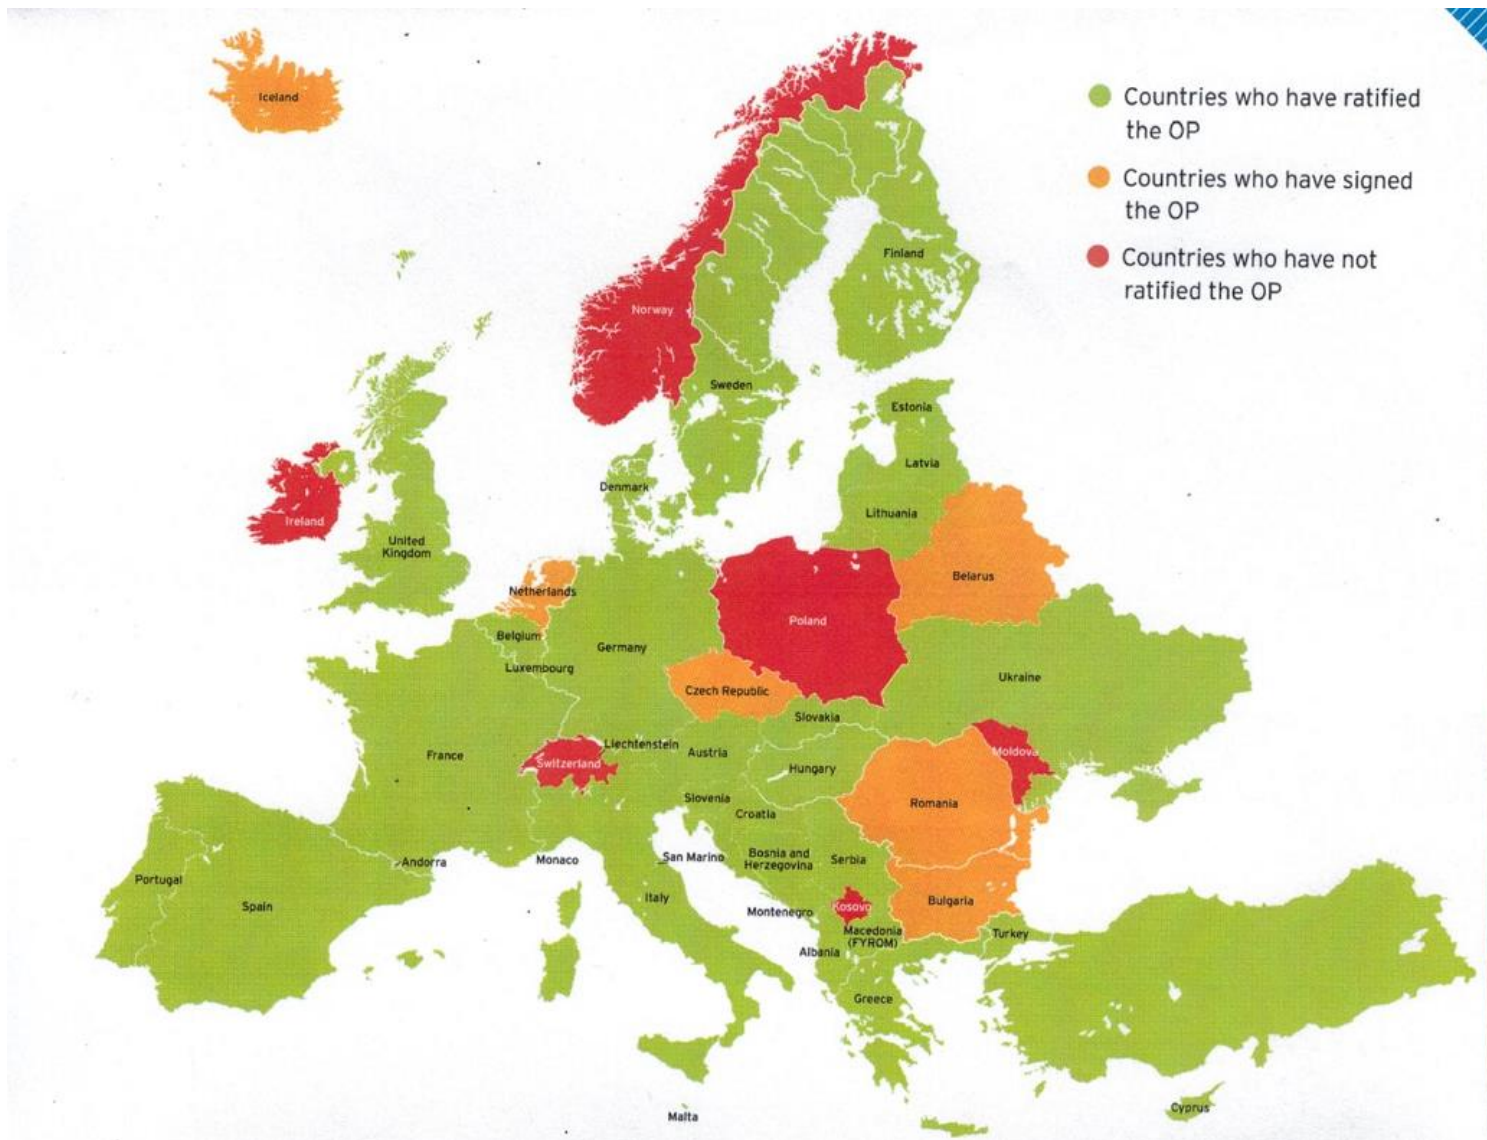 Iceland
Countries who have ratified
the OP
Countries who have signed
the OP
Countries who have not
ratified the OP
Finland
Norway
Sweden
Estonia
Latvia
Denmark
Lithuania
Ireland
United
Kingdom
Netherlands
Belarus
Poland
Belgium
Germany
Luxembourg
Ukraine
Czech Republic
Slovakia
Liechtenstein
Austria
Moldova
France
Switzerland
Hungary
Slovenia
Romania
Croatia
Andorra
Monaco
San Marino
Bosnia and
Herzegovina
Serbia
Portugal
Spain
Italy
Bulgaria
Kosovo
Montenegro
Macedonia
(FYROM)
Turkey
Albania
Greece
Cyprus
Malta